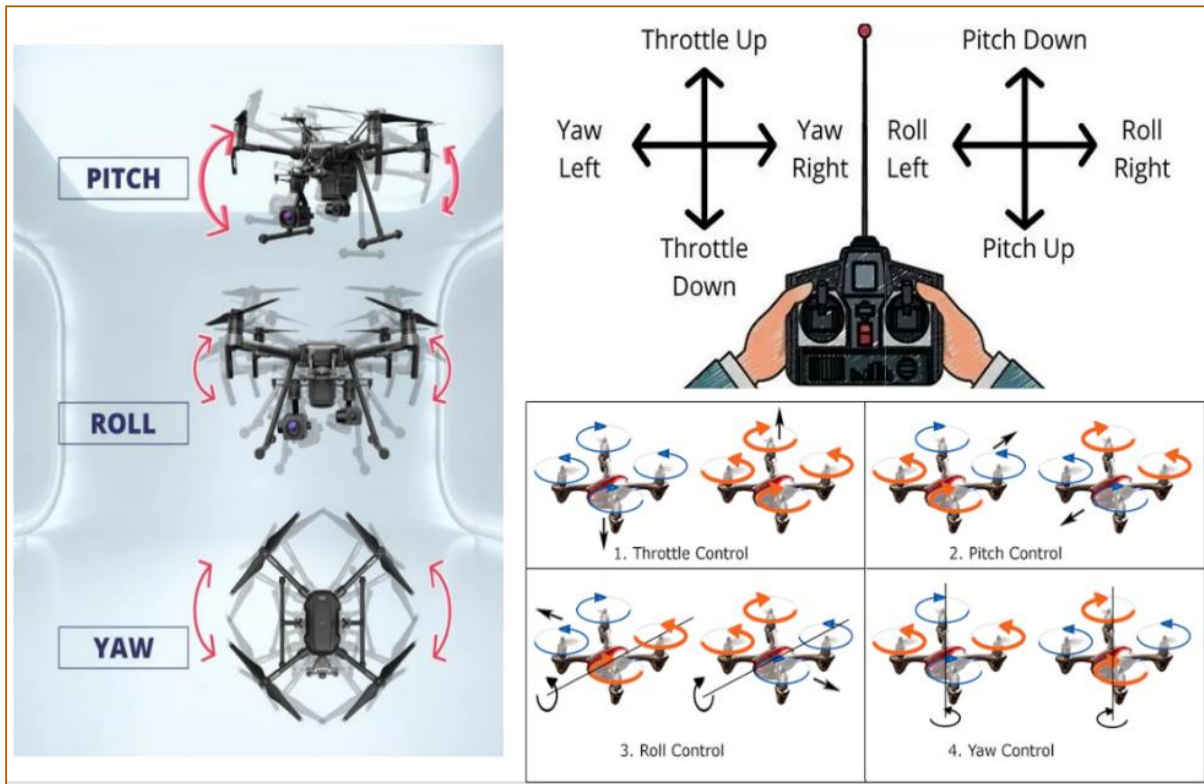 PITCH
ROLL
YAW
Throttle Up
Yaw
Left
Yaw
Right
Throttle
Down
Pitch Down
Roll
Left
Roll
Right
Pitch Up
1. Throttle Control
2. Pitch Control
3. Roll Control
4. Yaw Control